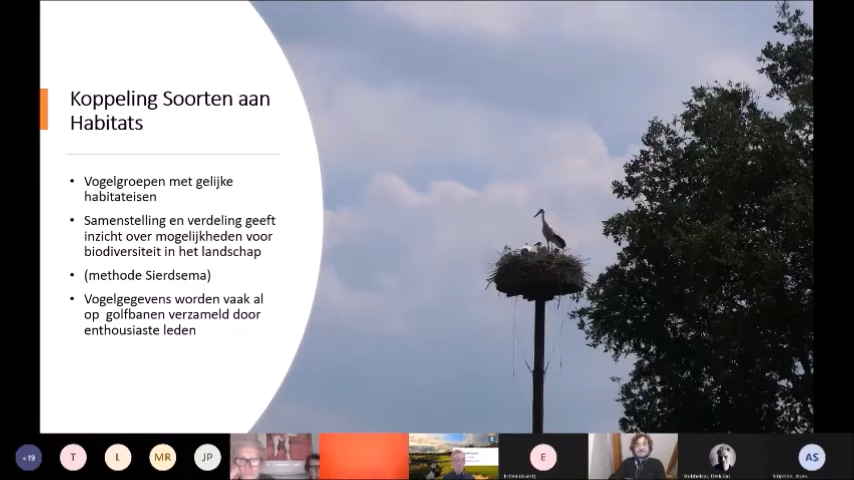 Koppeling Soorten aan
Habitats
• Vogelgroepen met gelijke
habitateisen
• Samenstelling en verdeling geeft
inzicht over mogelijkheden voor
biodiversiteit in het landschap
• (methode Sierdsema)
• Vogelgegevens worden vaak al
op golfbanen verzameld door
enthousiaste leden
+19
T
L
MR
JP
E
AS